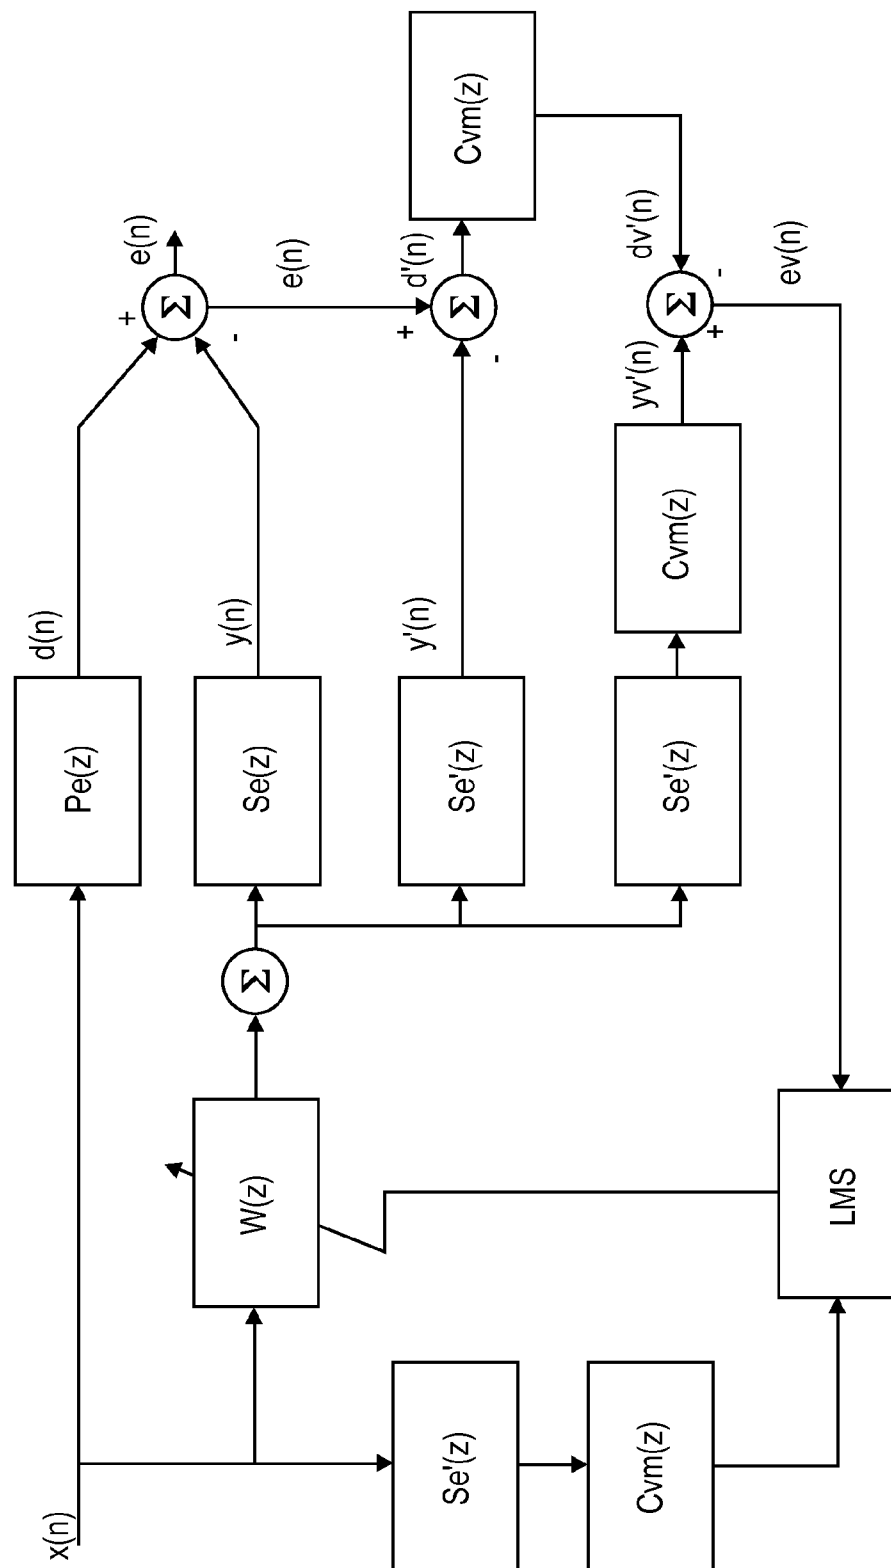 x(n)
Pe(z)
d(n)
+
e(n)
Σ
-
W(z)
Σ
Se(z)
y(n)
e(n)
Se'(z)
Se'(z)
y'(n)
+
-
Σ
d'(n)
Cvm(z)
Cvm(z)
Se'(z)
Cvm(z)
yv'(n)
Σ
+
-
dv'(n)
LMS
ev(n)